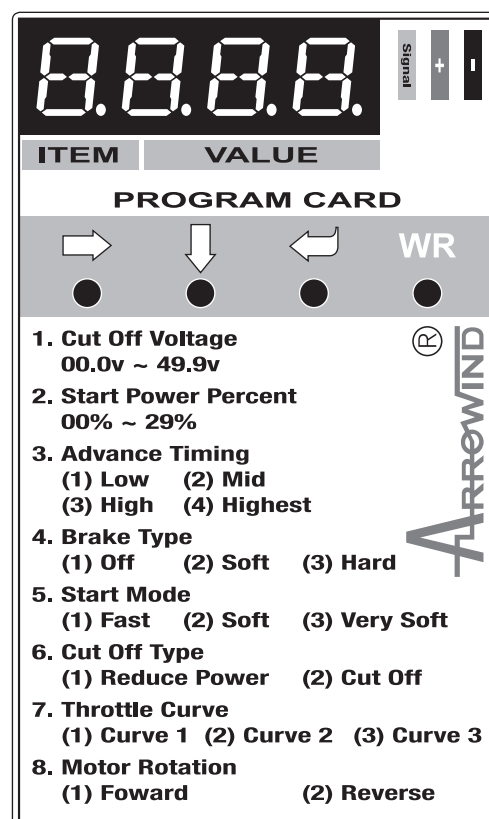 8.8.8.8.
Signal + -
ITEM VALUE
PROGRAM CARD
WR
1. Cut Off Voltage
00.0v ~ 49.9v
2. Start Power Percent
00% ~ 29%
3. Advance Timing
(1) Low (2) Mid
(3) High (4) Highest
4. Brake Type
(1) Off (2) Soft (3) Hard
5. Start Mode
(1) Fast (2) Soft (3) Very Soft
6. Cut Off Type
(1) Reduce Power (2) Cut Off
7. Throttle Curve
(1) Curve 1 (2) Curve 2 (3) Curve 3
8. Motor Rotation
(1) Foward (2) Reverse
ARROWIND ®